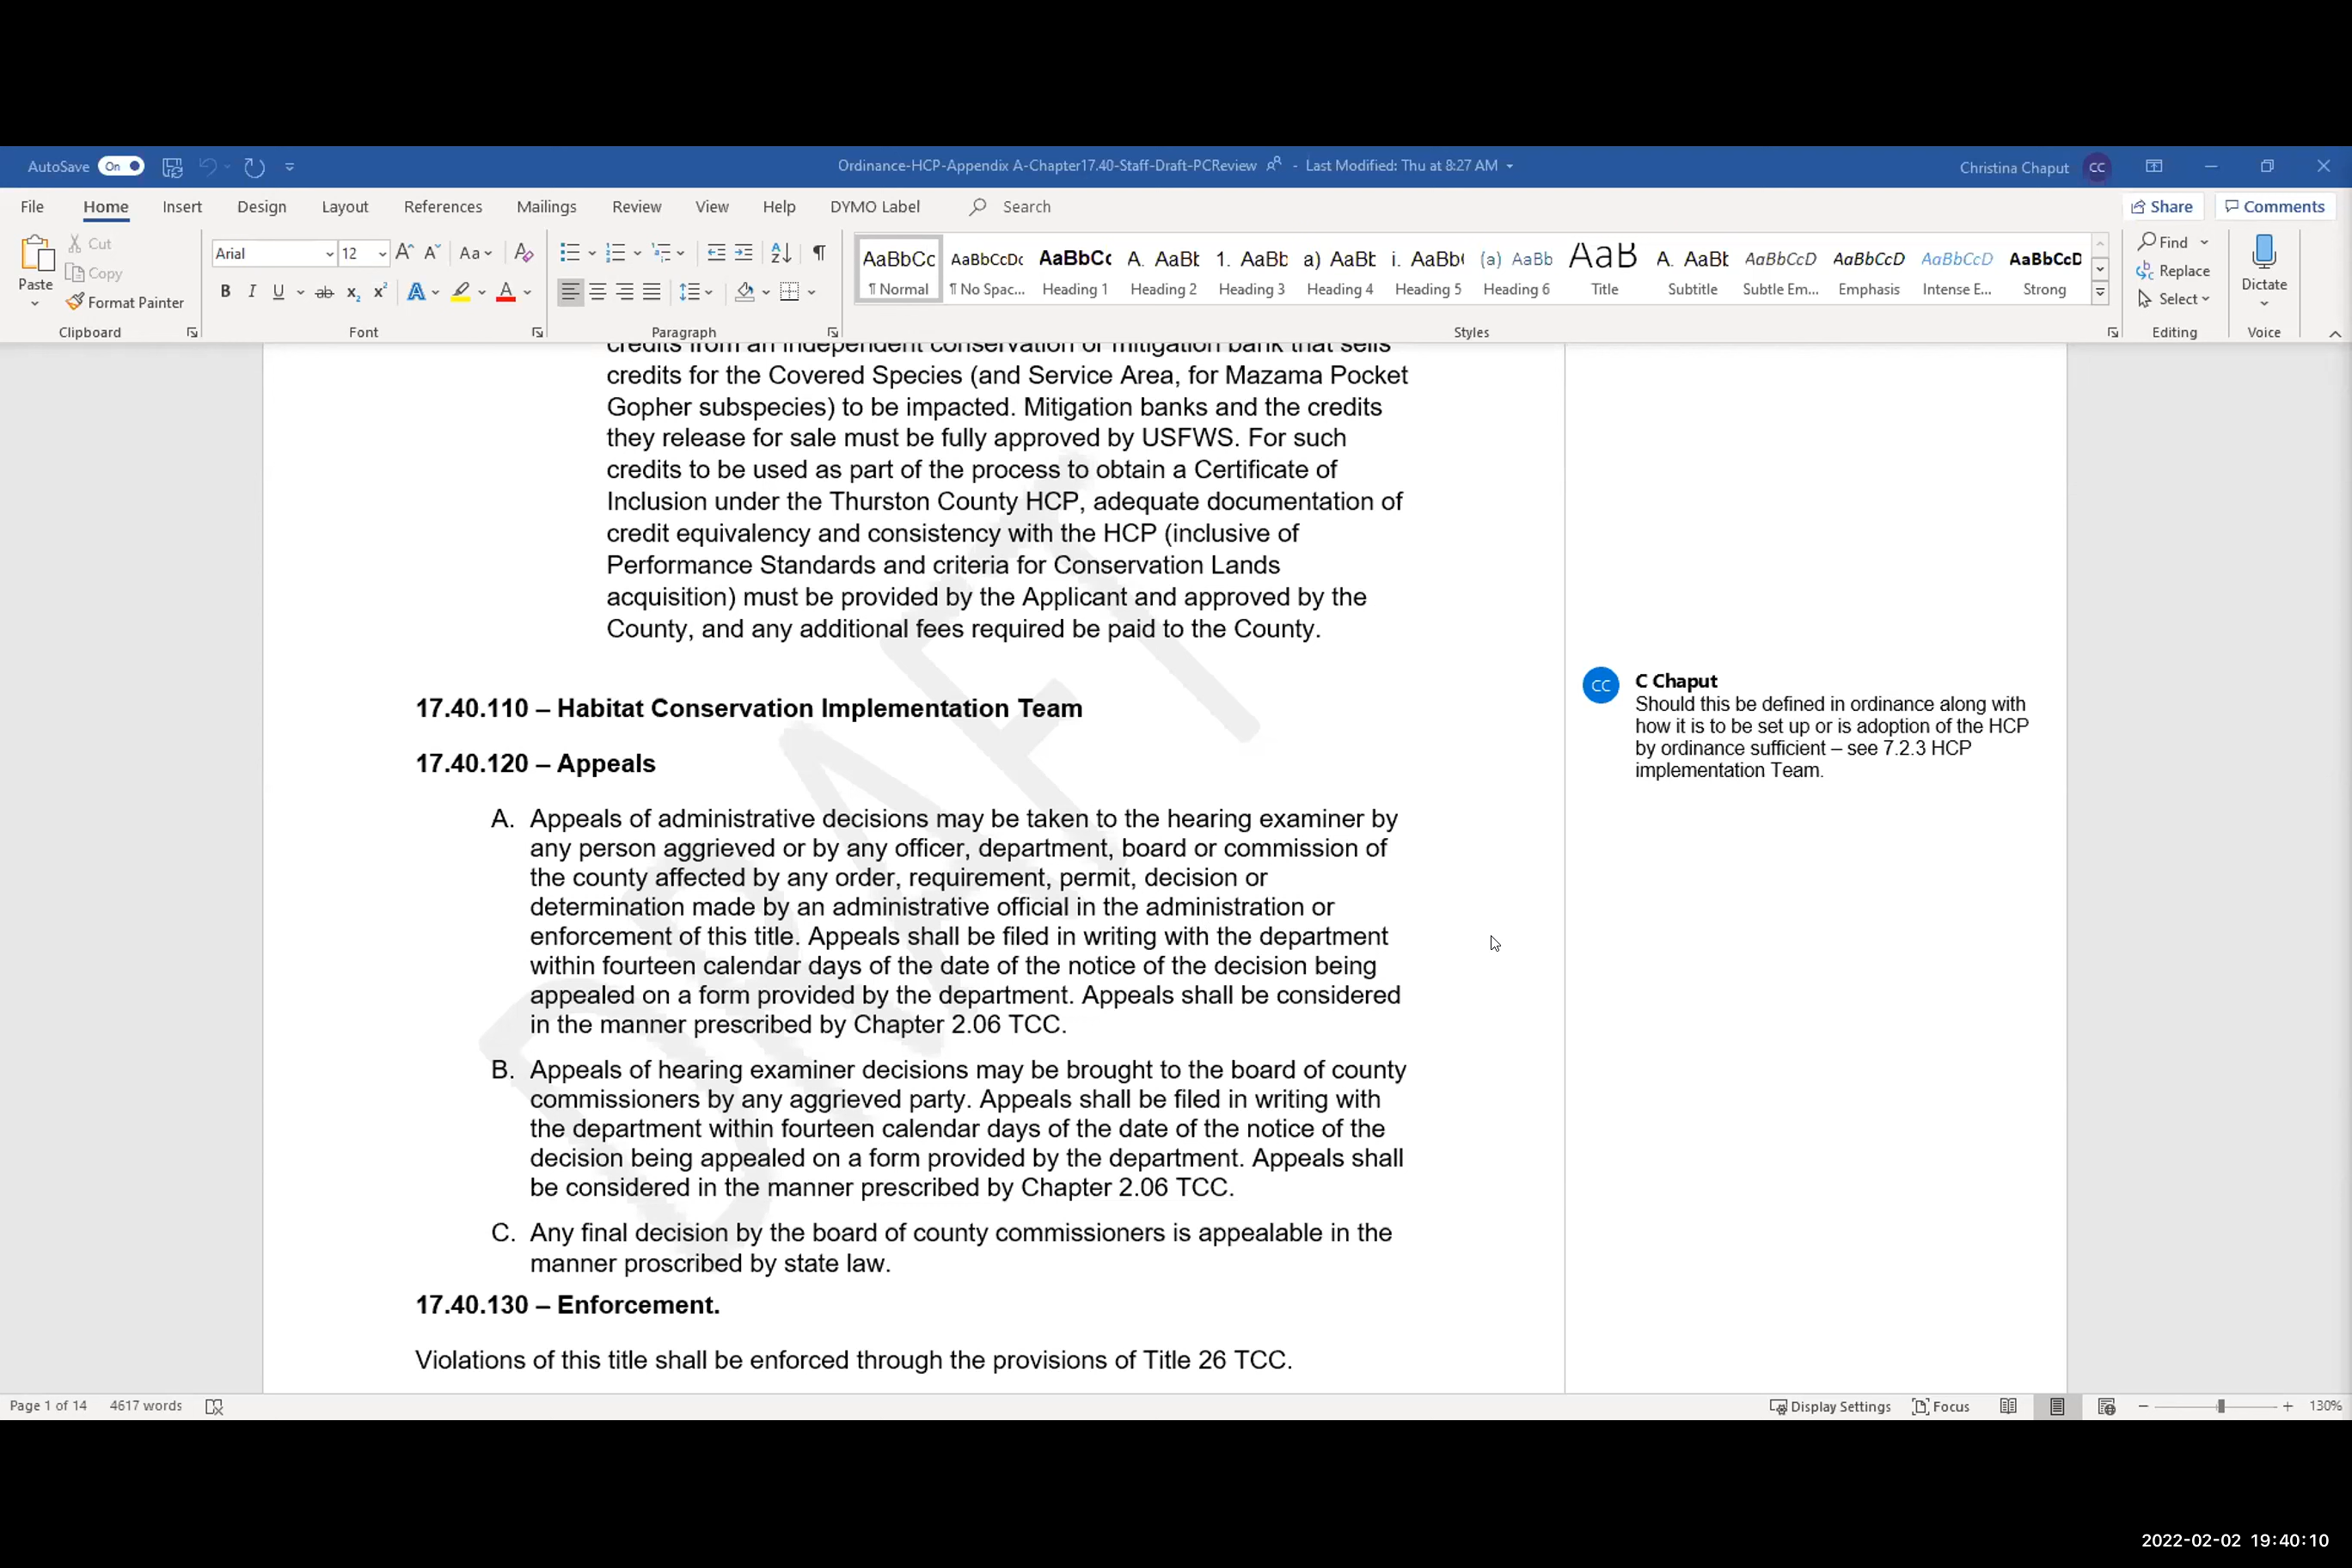 AutoSave On
Ordinance-HCP-Appendix A-Chapter17.40-Staff-Draft-PCReview - Last Modified: Thu at 8:27 AM
Christina Chaput CC
File Home Insert Design Layout References Mailings Review View Help DYMO Label Search
Share Comments
Paste
Cut
Copy
Format Painter
Clipboard
Arial 12
Aa
B I U ab x₂ x² A A
Font
Paragraph
AaBbCc AaBbCcDc AaBbCc A. AaBb 1. AaBb a) AaBb i. AaBb (a) AaBb AaB A. AaBb AaBbCcD AaBbCcD AaBbCcD AaBbCcD
¶ Normal ¶ No Spac... Heading 1 Heading 2 Heading 3 Heading 4 Heading 5 Heading 6 Title Subtitle Subtle Em... Emphasis Intense E... Strong
Styles
Find
Replace
Select
Editing
Dictate
Voice
credits from an independent conservation or mitigation bank that sells
credits for the Covered Species (and Service Area, for Mazama Pocket
Gopher subspecies) to be impacted. Mitigation banks and the credits
they release for sale must be fully approved by USFWS. For such
credits to be used as part of the process to obtain a Certificate of
Inclusion under the Thurston County HCP, adequate documentation of
credit equivalency and consistency with the HCP (inclusive of
Performance Standards and criteria for Conservation Lands
acquisition) must be provided by the Applicant and approved by the
County, and any additional fees required be paid to the County.
17.40.110 – Habitat Conservation Implementation Team
17.40.120 – Appeals
A. Appeals of administrative decisions may be taken to the hearing examiner by
any person aggrieved or by any officer, department, board or commission of
the county affected by any order, requirement, permit, decision or
determination made by an administrative official in the administration or
enforcement of this title. Appeals shall be filed in writing with the department
within fourteen calendar days of the date of the notice of the decision being
appealed on a form provided by the department. Appeals shall be considered
in the manner prescribed by Chapter 2.06 TCC.
B. Appeals of hearing examiner decisions may be brought to the board of county
commissioners by any aggrieved party. Appeals shall be filed in writing with
the department within fourteen calendar days of the date of the notice of the
decision being appealed on a form provided by the department. Appeals shall
be considered in the manner prescribed by Chapter 2.06 TCC.
C. Any final decision by the board of county commissioners is appealable in the
manner proscribed by state law.
17.40.130 – Enforcement.
Violations of this title shall be enforced through the provisions of Title 26 TCC.
DRAFT
CC C Chaput
Should this be defined in ordinance along with
how it is to be set up or is adoption of the HCP
by ordinance sufficient – see 7.2.3 HCP
implementation Team.
Page 1 of 14 4617 words
Display Settings Focus 130%
2022-02-02 19:40:10